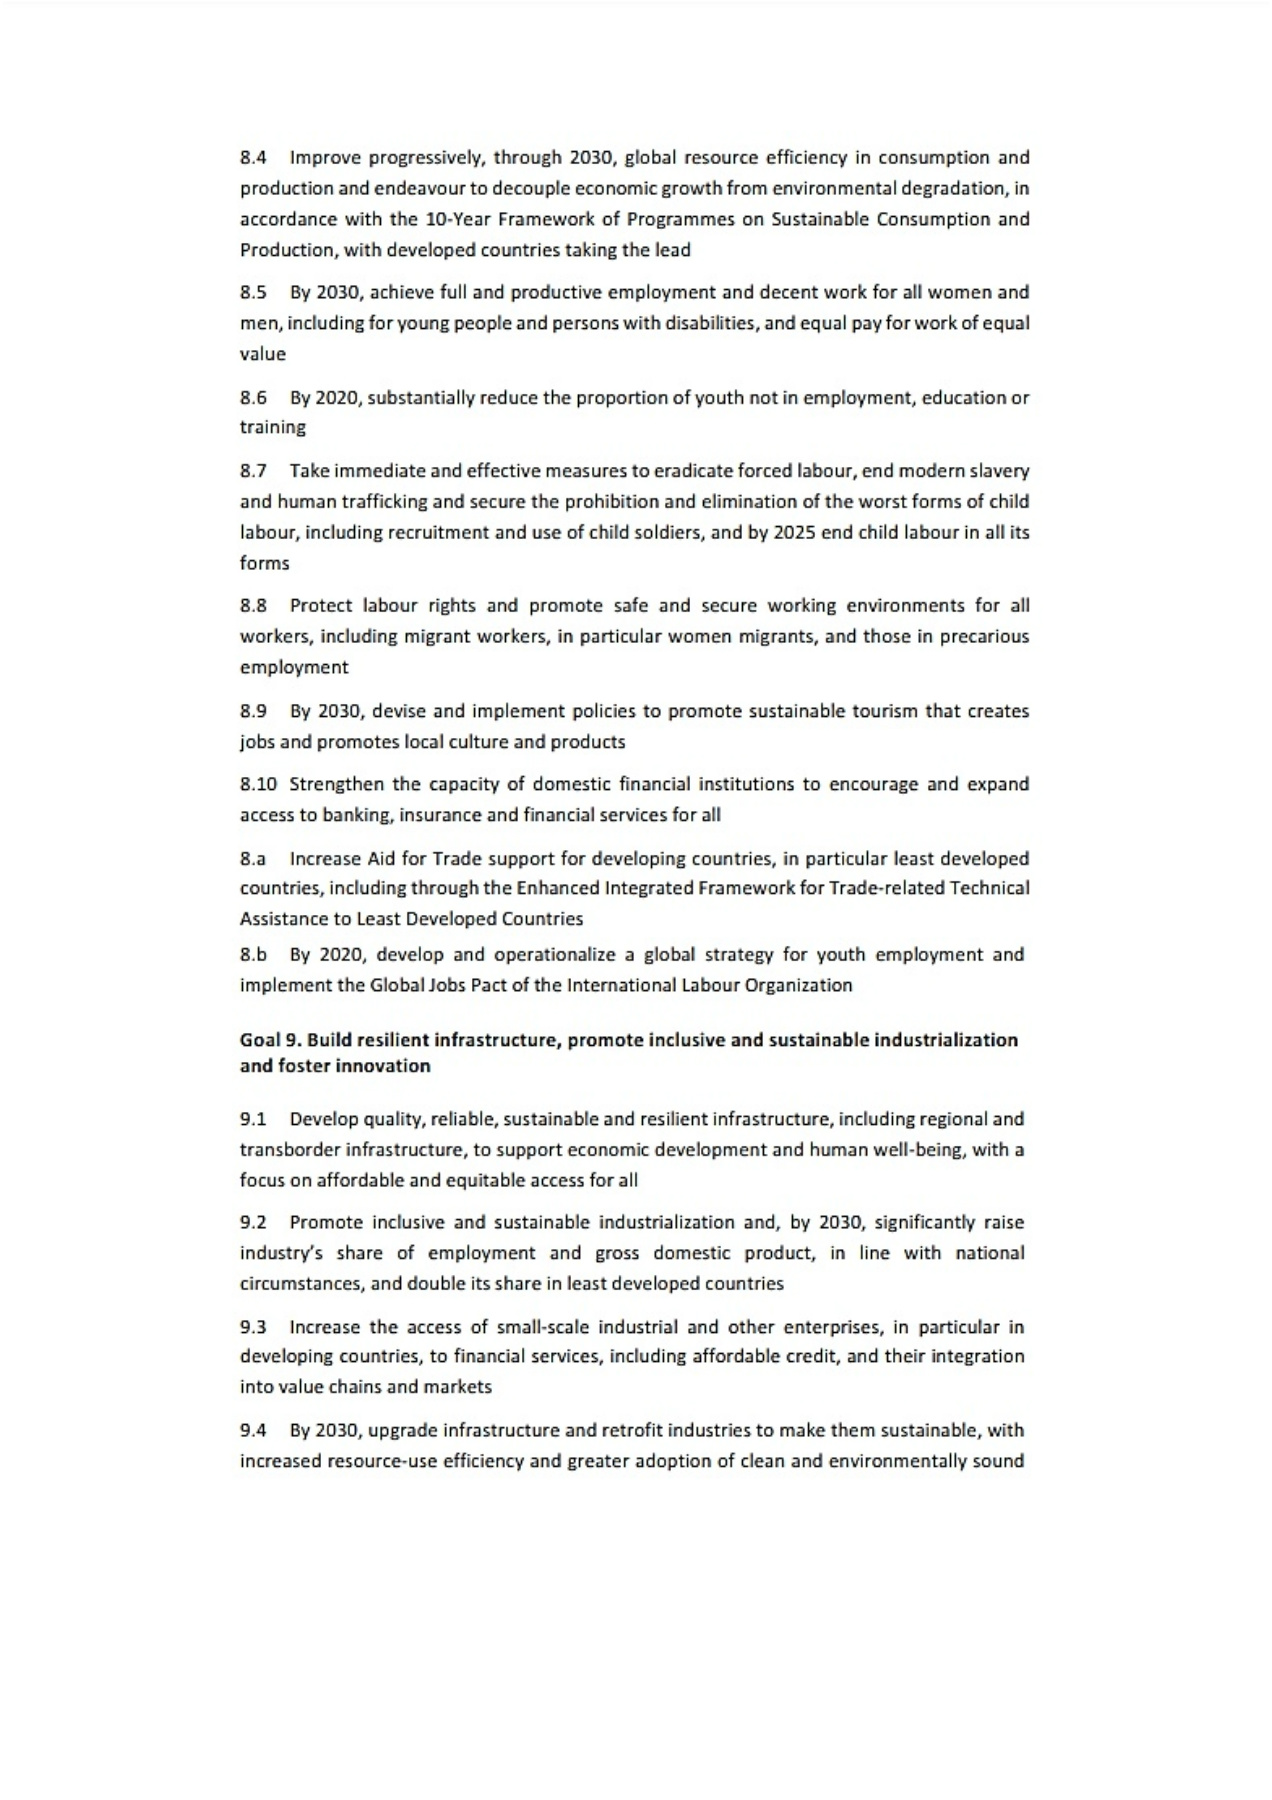 8.4 Improve progressively, through 2030, global resource efficiency in consumption and
production and endeavour to decouple economic growth from environmental degradation, in
accordance with the 10-Year Framework of Programmes on Sustainable Consumption and
Production, with developed countries taking the lead
8.5 By 2030, achieve full and productive employment and decent work for all women and
men, including for young people and persons with disabilities, and equal pay for work of equal
value
8.6 By 2020, substantially reduce the proportion of youth not in employment, education or
training
8.7 Take immediate and effective measures to eradicate forced labour, end modern slavery
and human trafficking and secure the prohibition and elimination of the worst forms of child
labour, including recruitment and use of child soldiers, and by 2025 end child labour in all its
forms
8.8 Protect labour rights and promote safe and secure working environments for all
workers, including migrant workers, in particular women migrants, and those in precarious
employment
8.9 By 2030, devise and implement policies to promote sustainable tourism that creates
jobs and promotes local culture and products
8.10 Strengthen the capacity of domestic financial institutions to encourage and expand
access to banking, insurance and financial services for all
8.a Increase Aid for Trade support for developing countries, in particular least developed
countries, including through the Enhanced Integrated Framework for Trade-related Technical
Assistance to Least Developed Countries
8.b By 2020, develop and operationalize a global strategy for youth employment and
implement the Global Jobs Pact of the International Labour Organization
Goal 9. Build resilient infrastructure, promote inclusive and sustainable industrialization
and foster innovation
9.1 Develop quality, reliable, sustainable and resilient infrastructure, including regional and
transborder infrastructure, to support economic development and human well-being, with a
focus on affordable and equitable access for all
9.2 Promote inclusive and sustainable industrialization and, by 2030, significantly raise
industry’s share of employment and gross domestic product, in line with national
circumstances, and double its share in least developed countries
9.3 Increase the access of small-scale industrial and other enterprises, in particular in
developing countries, to financial services, including affordable credit, and their integration
into value chains and markets
9.4 By 2030, upgrade infrastructure and retrofit industries to make them sustainable, with
increased resource-use efficiency and greater adoption of clean and environmentally sound